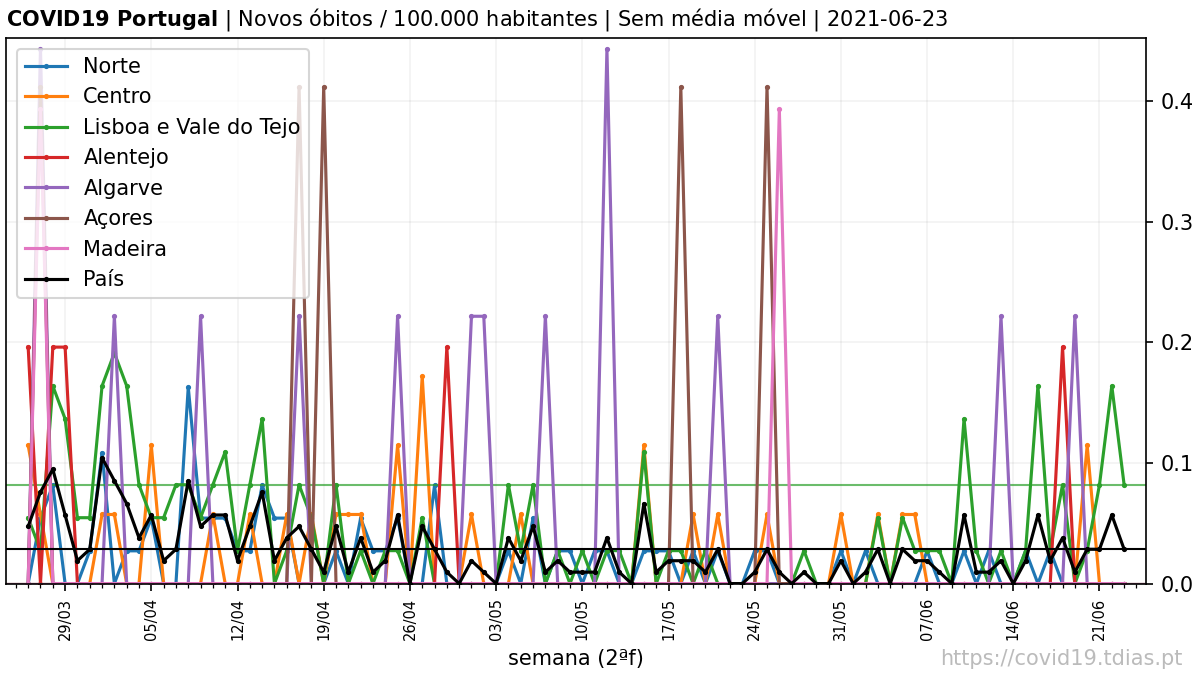 COVID19 Portugal | Novos óbitos / 100.000 habitantes | Sem média móvel | 2021-06-23
Norte
Centro
Lisboa e Vale do Tejo
Alentejo
Algarve
Açores
Madeira
País
0.4
0.3
0.2
0.1
0.0
29/03 05/04 12/04 19/04 26/04 03/05 10/05 17/05 24/05 31/05 07/06 14/06 21/06
semana (2ªf)
https://covid19.tdias.pt